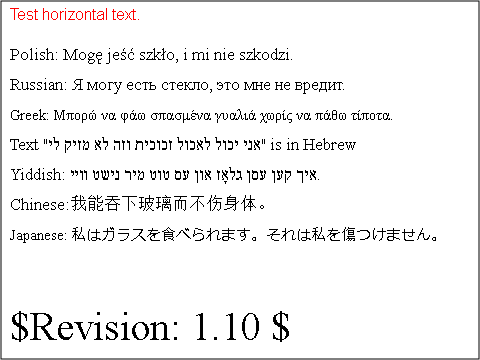 Test horizontal text.
Polish: Mogę jeść szkło, i mi nie szkodzi.
Russian: Я могу есть стекло, это мне не вредит.
Greek: Μπορώ να φάω σπασμένα γυαλιά χωρίς να πάθω τίποτα.
Text "אני יכול לאכול זכוכית וזה לא מזיק לי" is in Hebrew
Yiddish: איך קען עסן גלאָז און עס טוט מיר נישט װײ.
Chinese:我能吞下玻璃而不伤身体。
Japanese: 私はガラスを食べられます。それは私を傷つけません。
$Revision: 1.10 $